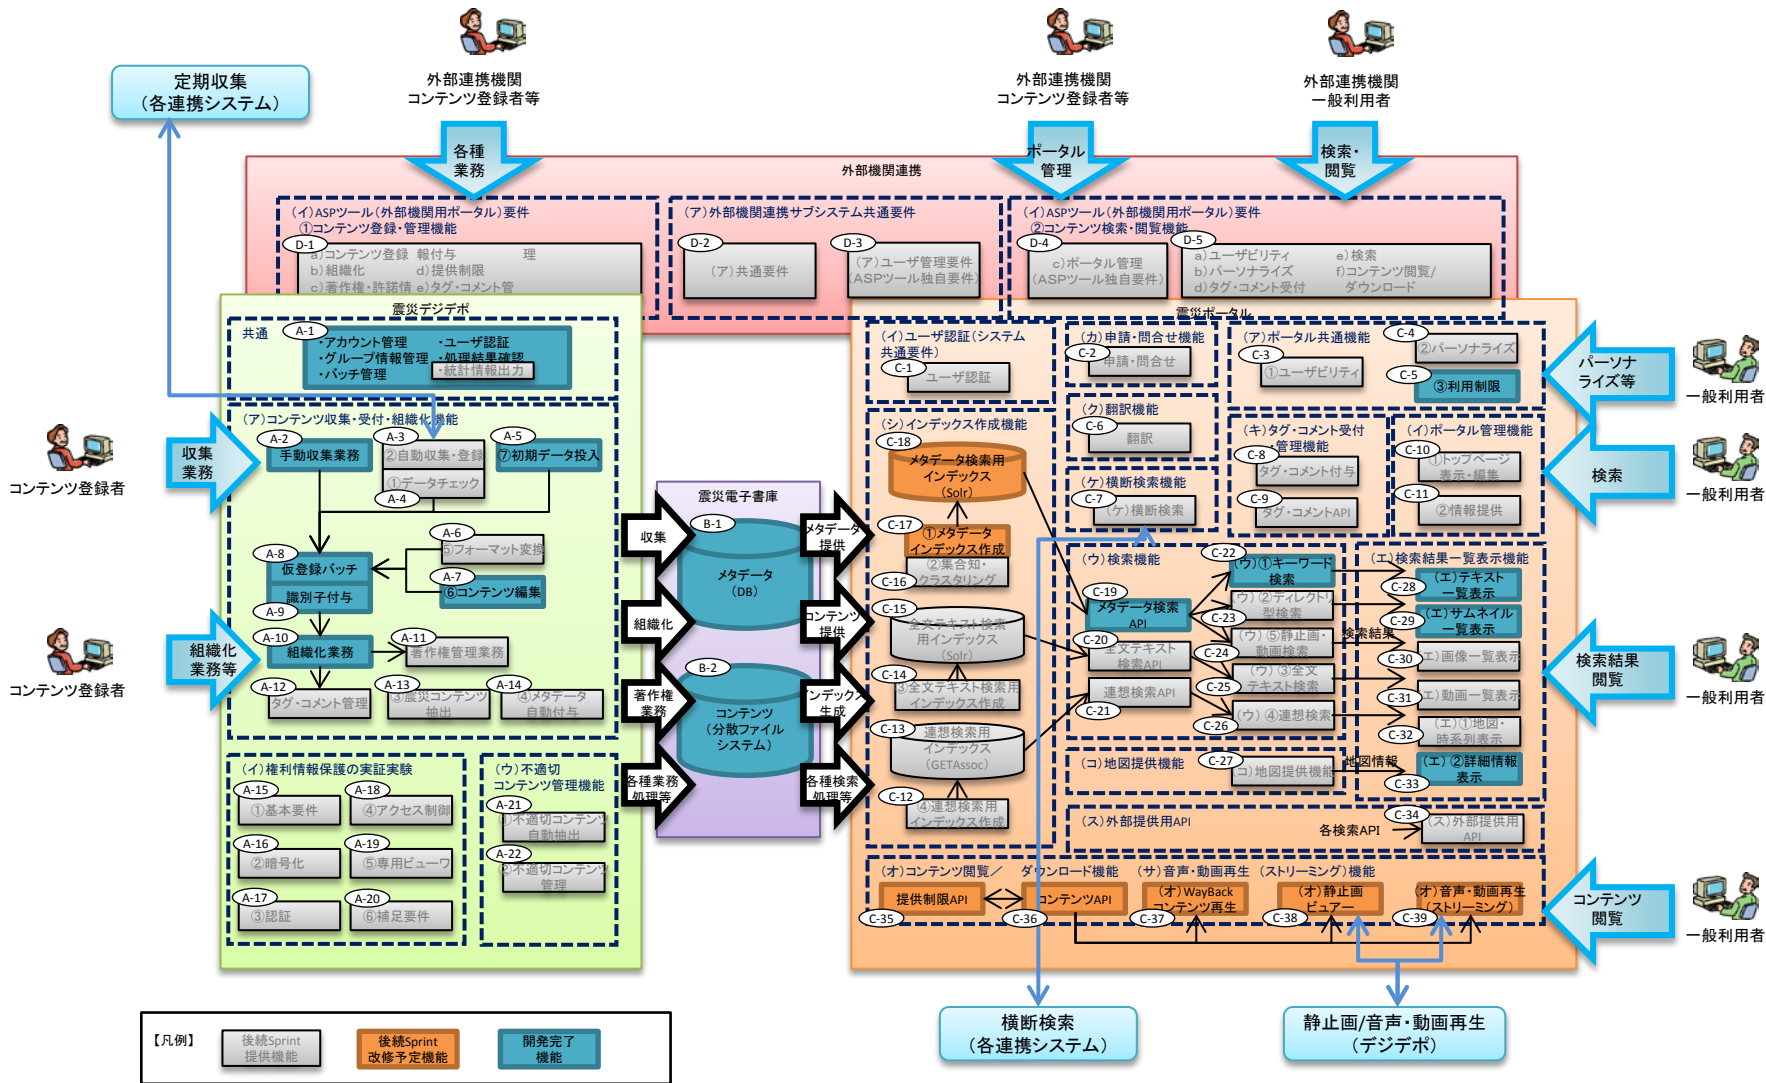 定期収集
（各連携システム）
外部連携機関
コンテンツ登録者等
外部連携機関
コンテンツ登録者等
外部連携機関
一般利用者
各種
業務
ポータル
管理
検索・
閲覧
外部機関連携
（イ）ASPツール（外部機関用ポータル）要件
①コンテンツ登録・管理機能
D-1
a）コンテンツ登録 報付与 理
b）組織化 d）提供制限
c）著作権・許諾情 e）タグ・コメント管
（ア）外部機関連携サブシステム共通要件
D-2
（ア）共通要件
D-3
（ア）ユーザ管理要件
（ASPツール独自要件）
（イ）ASPツール（外部機関用ポータル）要件
②コンテンツ検索・閲覧機能
D-4
c）ポータル管理
（ASPツール独自要件）
D-5
a）ユーザビリティ e）検索
b）パーソナライズ f）コンテンツ閲覧/
d）タグ・コメント受付 ダウンロード
震災デジデポ
共通
A-1
・アカウント管理 ・ユーザ認証
・グループ情報管理 ・処理結果確認
・バッチ管理 ・統計情報出力
（ア）コンテンツ収集・受付・組織化機能
A-2
手動収集業務
A-3
②自動収集・登録
①データチェック
A-4
A-5
⑦初期データ投入
A-6
⑤フォーマット変換
A-7
⑥コンテンツ編集
A-8
仮登録バッチ
識別子付与
A-9
A-10
組織化業務
A-11
著作権管理業務
A-12
タグ・コメント管理
A-13
③震災コンテンツ
抽出
A-14
④メタデータ
自動付与
（イ）権利情報保護の実証実験
A-15
①基本要件
A-16
②暗号化
A-17
③認証
A-18
④アクセス制御
A-19
⑤専用ビューワ
A-20
⑥補足要件
（ウ）不適切
コンテンツ管理機能
A-21
①不適切コンテンツ
自動抽出
A-22
②不適切コンテンツ
管理
コンテンツ登録者
収集
業務
コンテンツ登録者
組織化
業務等
収集
組織化
著作権
業務
各種業務
処理等
震災電子書庫
B-1
メタデータ
（DB）
B-2
コンテンツ
（分散ファイル
システム）
メタデータ
提供
コンテンツ
提供
インデックス
生成
各種検索
処理等
震災ポータル
（イ）ユーザ認証（システム
共通要件）
C-1
ユーザ認証
（カ）申請・問合せ機能
C-2
申請・問合せ
（ア）ポータル共通機能
C-3
①ユーザビリティ
C-4
②パーソナライズ
C-5
③利用制限
（ク）翻訳機能
C-6
翻訳
（ケ）横断検索機能
C-7
（ケ）横断検索
（キ）タグ・コメント受付
・管理機能
C-8
タグ・コメント付与
C-9
タグ・コメントAPI
（イ）ポータル管理機能
C-10
①トップページ
表示・編集
C-11
②情報提供
（シ）インデックス作成機能
C-18
メタデータ検索用
インデックス
（Solr）
C-17
①メタデータ
インデックス作成
②集合知・
クラスタリング
C-16
C-15
全文テキスト検索
用インデックス
（Solr）
C-14
③全文テキスト検索用
インデックス作成
C-13
連想検索用
インデックス
（GETAssoc）
C-12
④連想検索用
インデックス作成
（ウ）検索機能
C-19
メタデータ検索
API
C-20
全文テキスト
検索API
連想検索API
C-21
C-22
（ウ）①キーワード
検索
（ウ）②ディレクトリ
型検索
C-23
（ウ）⑤静止画・
動画検索
C-24
（ウ）③全文
テキスト検索
C-25
（ウ）④連想検索
C-26
検索結果
（エ）検索結果一覧表示機能
（エ）テキスト
一覧表示
C-28
（エ）サムネイル
一覧表示
C-29
エ）画像一覧表示
C-30
エ）動画一覧表示
C-31
（エ）①地図・
時系列表示
C-32
（エ）②詳細情報
表示
C-33
（コ）地図提供機能
C-27
（コ）地図提供機能
地図情報
（ス）外部提供用API
各検索API
C-34
（ス）外部提供用
API
（オ）コンテンツ閲覧／ ダウンロード機能 （サ）音声・動画再生 （ストリーミング）機能
提供制限API
C-35
コンテンツAPI
C-36
（オ）WayBack
コンテンツ再生
C-37
（オ）静止画
ビュアー
C-38
（オ）音声・動画再生
（ストリーミング）
C-39
パーソナ
ライズ等
一般利用者
検索
一般利用者
検索結果
閲覧
一般利用者
コンテンツ
閲覧
一般利用者
横断検索
（各連携システム）
静止画/音声・動画再生
（デジデポ）
【凡例】
後続Sprint
提供機能
後続Sprint
改修予定機能
開発完了
機能